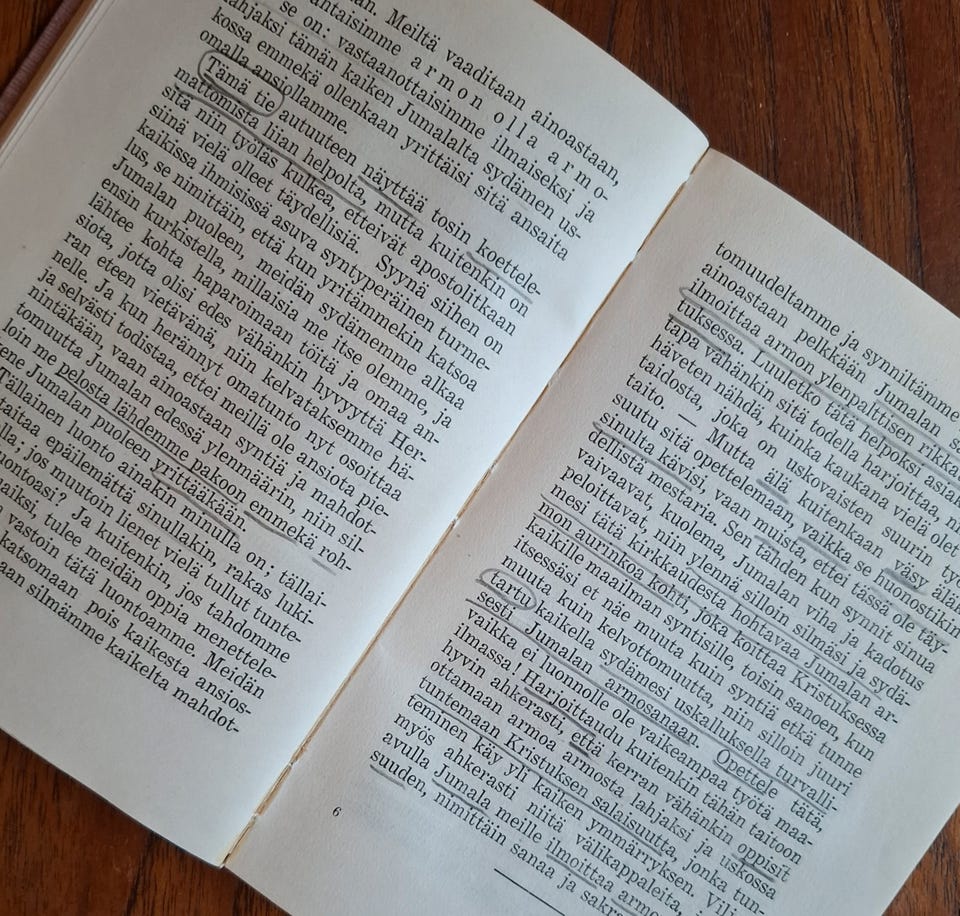 an. Meiltä vaaditaan ainoastaan,
antaisimme armon olla armo-
se on: vastaanottaisimme ilmaiseksi ja
lahjaksi tämän kaiken Jumalalta sydämen us-
kossa emmekä ollenkaan yrittäisi sitä ansaita
omalla ansiollamme.
Tämä tie autuuteen näyttää tosin koettele-
mattomista liian helpolta, mutta kuitenkin on
sitä niin työläs kulkea, etteivät apostolitkaan
siinä vielä olleet täydellisiä. Syynä siihen on
kaikissa ihmisissä asuva syntyperäinen turme-
lus, se nimittäin, että kun yritämmekin katsoa
Jumalan puoleen, meidän sydämemme alkaa
ensin kurkistella, millaisia me itse olemme, ja
lähtee kohta haparoimaan töitä ja omaa an-
siota, jotta olisi edes vähänkin hyvyyttä Her-
ran eteen vietävänä, niin kelvataksemme hä-
nelle. Ja kun herännyt omatunto nyt osoittaa
ja selvästi todistaa, ettei meillä ole ansiota pie-
nintäkään, vaan ainoastaan syntiä ja mahdot-
tomuutta Jumalan edessä ylenmäärin, niin sil-
loin me pelosta lähdemme pakoon emmekä roh-
kene Jumalan puoleen yrittääkään.
Tällainen luonto ainakin minulla on; tällai-
epäilemättä sinullakin, rakas luki-
jos muutoin lienet vielä tullut tunte-
luontoasi? Ja kuitenkin, jos tahdomme
tulee meidän oppia menettele-
vastoin tätä luontoamme. Meidän
katsomaan pois kaikesta ansios-
silmämme kaikelta mahdot-
tomuudeltamme ja synniltämme
ainoastaan pelkkään Jumalan
ilmoittaa armon ylenpalttisen
tuksessa. Luuletko tätä helpoksi
tapa vähänkin sitä todella harjoittaa,
häveten nähdä, kuinka kaukana vielä olet
taidosta, joka on uskovaisten suurin
taito. — Mutta älä kuitenkaan väsy
suutu sitä opettelemaan, vaikka se huonostikin
sinulta kävisi, vaan muista, ettei tässä ole täy-
dellistä mestaria. Sen tähden kun synnit sinua
vaivaavat, kuolema, Jumalan viha ja kadotus
peloittavat, niin ylennä silloin silmäsi ja sydä-
mesi tätä kirkkaudesta hohtavaa Jumalan ar-
mon aurinkoa kohti, joka koittaa Kristuksessa
kaikille maailman syntisille, toisin sanoen, kun
itsessäsi et näe muuta kuin syntiä etkä tunne
muuta kuin kelvottomuutta, niin silloin juuri
tartu kaikella sydämesi uskalluksella turvalli-
sesti Jumalan armosanaan. Opettele tätä,
vaikka ei luonnolle ole vaikeampaa työtä maa-
ilmassa! Harjoittaudu kuitenkin tähän taitoon
hyvin ahkerasti, että kerran vähänkin oppisit
ottamaan armoa armosta lahjaksi ja uskossa
tuntemaan Kristuksen salaisuutta, jonka tun-
teminen käy yli kaiken ymmärryksen. Vilj
myös ahkerasti niitä välikappaleita,
avulla Jumala meille ilmoittaa armo
suuden, nimittäin sanaa ja sakr
6